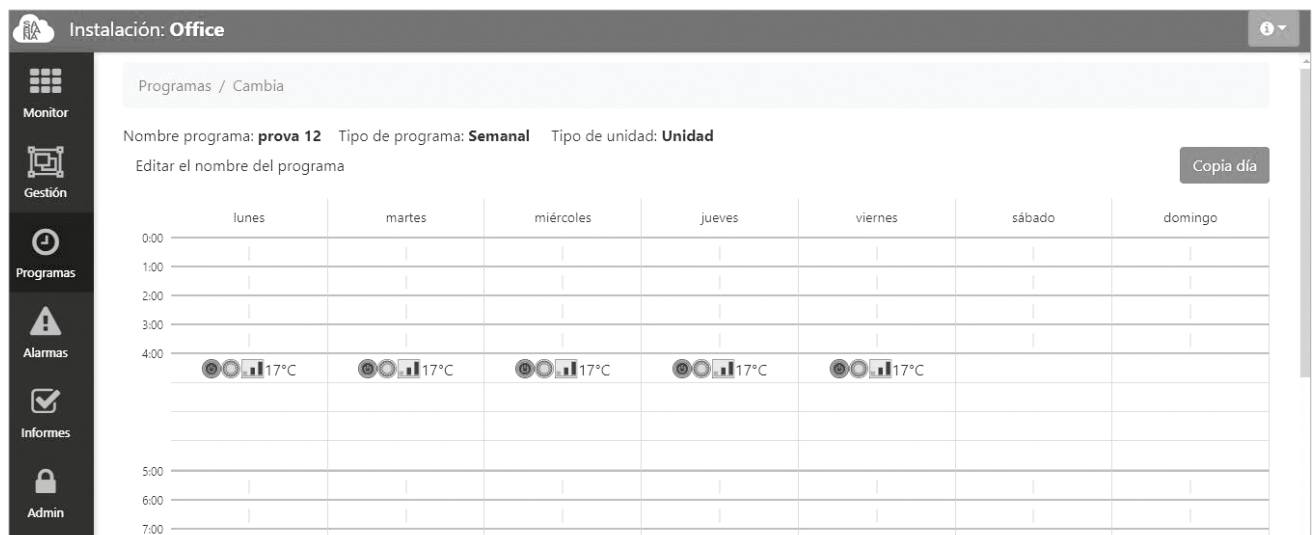 SABANA Instalación: Office
Monitor
Gestión
Programas
Alarmas
Informes
Admin
Programas / Cambia
Nombre programa: prova 12 Tipo de programa: Semanal Tipo de unidad: Unidad
Editar el nombre del programa
Copia día
lunes martes miércoles jueves viernes sábado domingo
0:00
1:00
2:00
3:00
4:00
17°C 17°C 17°C 17°C 17°C
5:00
6:00
7:00